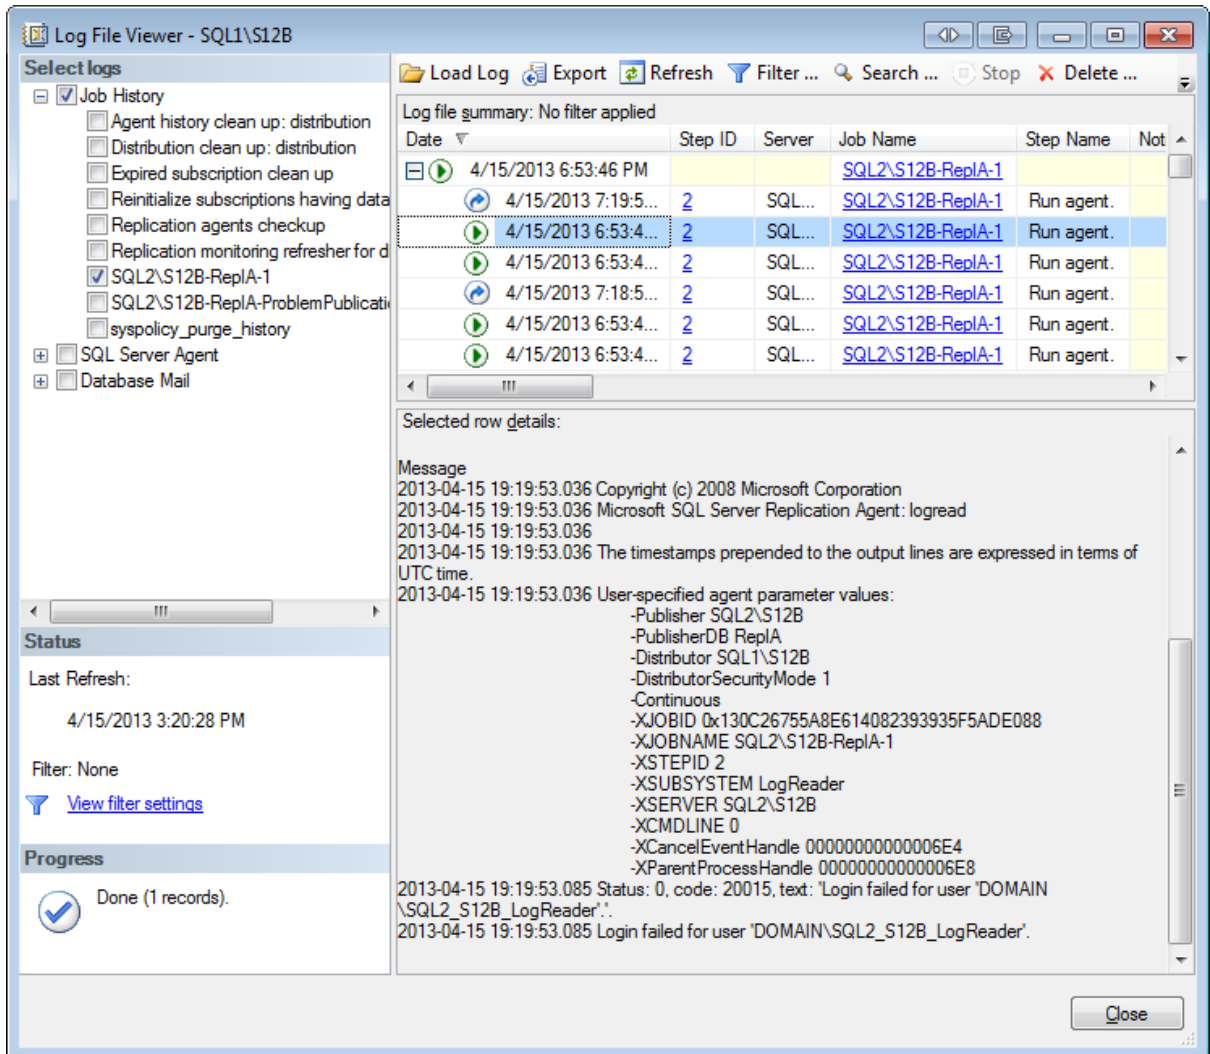 Log File Viewer - SQL1\S12B
Select logs
Job History
Agent history clean up: distribution
Distribution clean up: distribution
Expired subscription clean up
Reinitialize subscriptions having data
Replication agents checkup
Replication monitoring refresher for d
SQL2\S12B-ReplA-1
SQL2\S12B-ReplA-ProblemPublicati
syspolicy_purge_history
SQL Server Agent
Database Mail
Status
Last Refresh:
4/15/2013 3:20:28 PM
Filter: None
View filter settings
Progress
Done (1 records).
Load Log Export Refresh Filter ... Search ... Stop Delete ...
Log file summary: No filter applied
Date Step ID Server Job Name Step Name Not
4/15/2013 6:53:46 PM SQL2\S12B-ReplA-1
4/15/2013 7:19:5... 2 SQL... SQL2\S12B-ReplA-1 Run agent.
4/15/2013 6:53:4... 2 SQL... SQL2\S12B-ReplA-1 Run agent.
4/15/2013 6:53:4... 2 SQL... SQL2\S12B-ReplA-1 Run agent.
4/15/2013 7:18:5... 2 SQL... SQL2\S12B-ReplA-1 Run agent.
4/15/2013 6:53:4... 2 SQL... SQL2\S12B-ReplA-1 Run agent.
4/15/2013 6:53:4... 2 SQL... SQL2\S12B-ReplA-1 Run agent.
Selected row details:
Message
2013-04-15 19:19:53.036 Copyright (c) 2008 Microsoft Corporation
2013-04-15 19:19:53.036 Microsoft SQL Server Replication Agent: logread
2013-04-15 19:19:53.036
2013-04-15 19:19:53.036 The timestamps prepended to the output lines are expressed in terms of
UTC time.
2013-04-15 19:19:53.036 User-specified agent parameter values:
-Publisher SQL2\S12B
-PublisherDB ReplA
-Distributor SQL1\S12B
-DistributorSecurityMode 1
-Continuous
-XJOBID 0x130C26755A8E614082393935F5ADE088
-XJOBNAME SQL2\S12B-ReplA-1
-XSTEPID 2
-XSUBSYSTEM LogReader
-XSERVER SQL2\S12B
-XCMDLINE 0
-XCancelEventHandle 00000000000006E4
-XParentProcessHandle 00000000000006E8
2013-04-15 19:19:53.085 Status: 0, code: 20015, text: 'Login failed for user 'DOMAIN
\SQL2_S12B_LogReader'.'.
2013-04-15 19:19:53.085 Login failed for user 'DOMAIN\SQL2_S12B_LogReader'.
Close